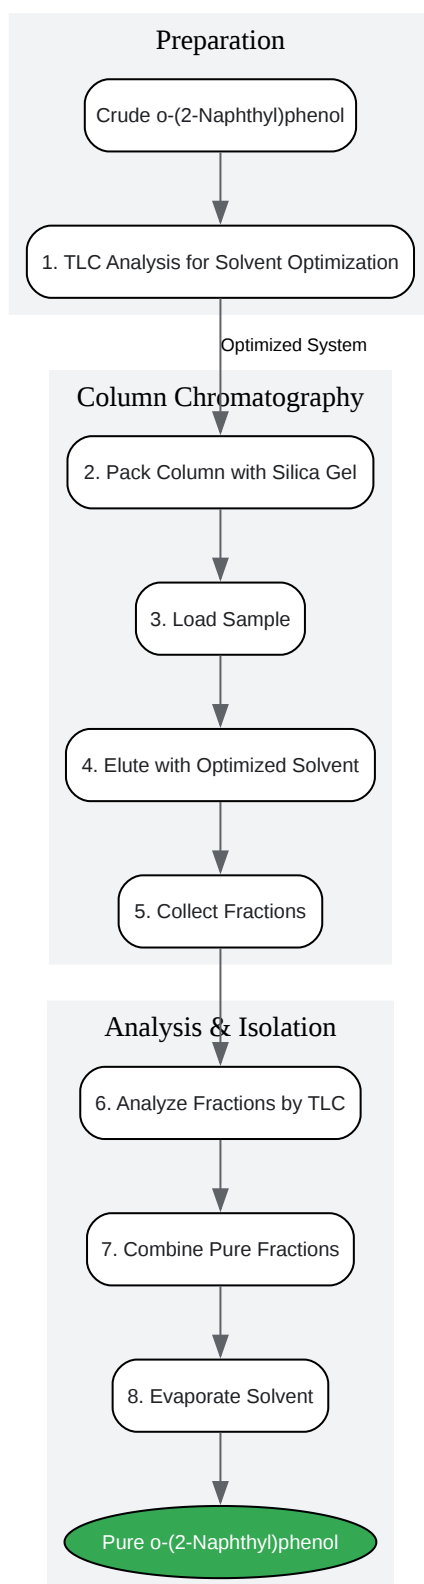 Preparation
Crude o-(2-Naphthyl)phenol
1. TLC Analysis for Solvent Optimization
Optimized System
Column Chromatography
2. Pack Column with Silica Gel
3. Load Sample
4. Elute with Optimized Solvent
5. Collect Fractions
Analysis & Isolation
6. Analyze Fractions by TLC
7. Combine Pure Fractions
8. Evaporate Solvent
Pure o-(2-Naphthyl)phenol